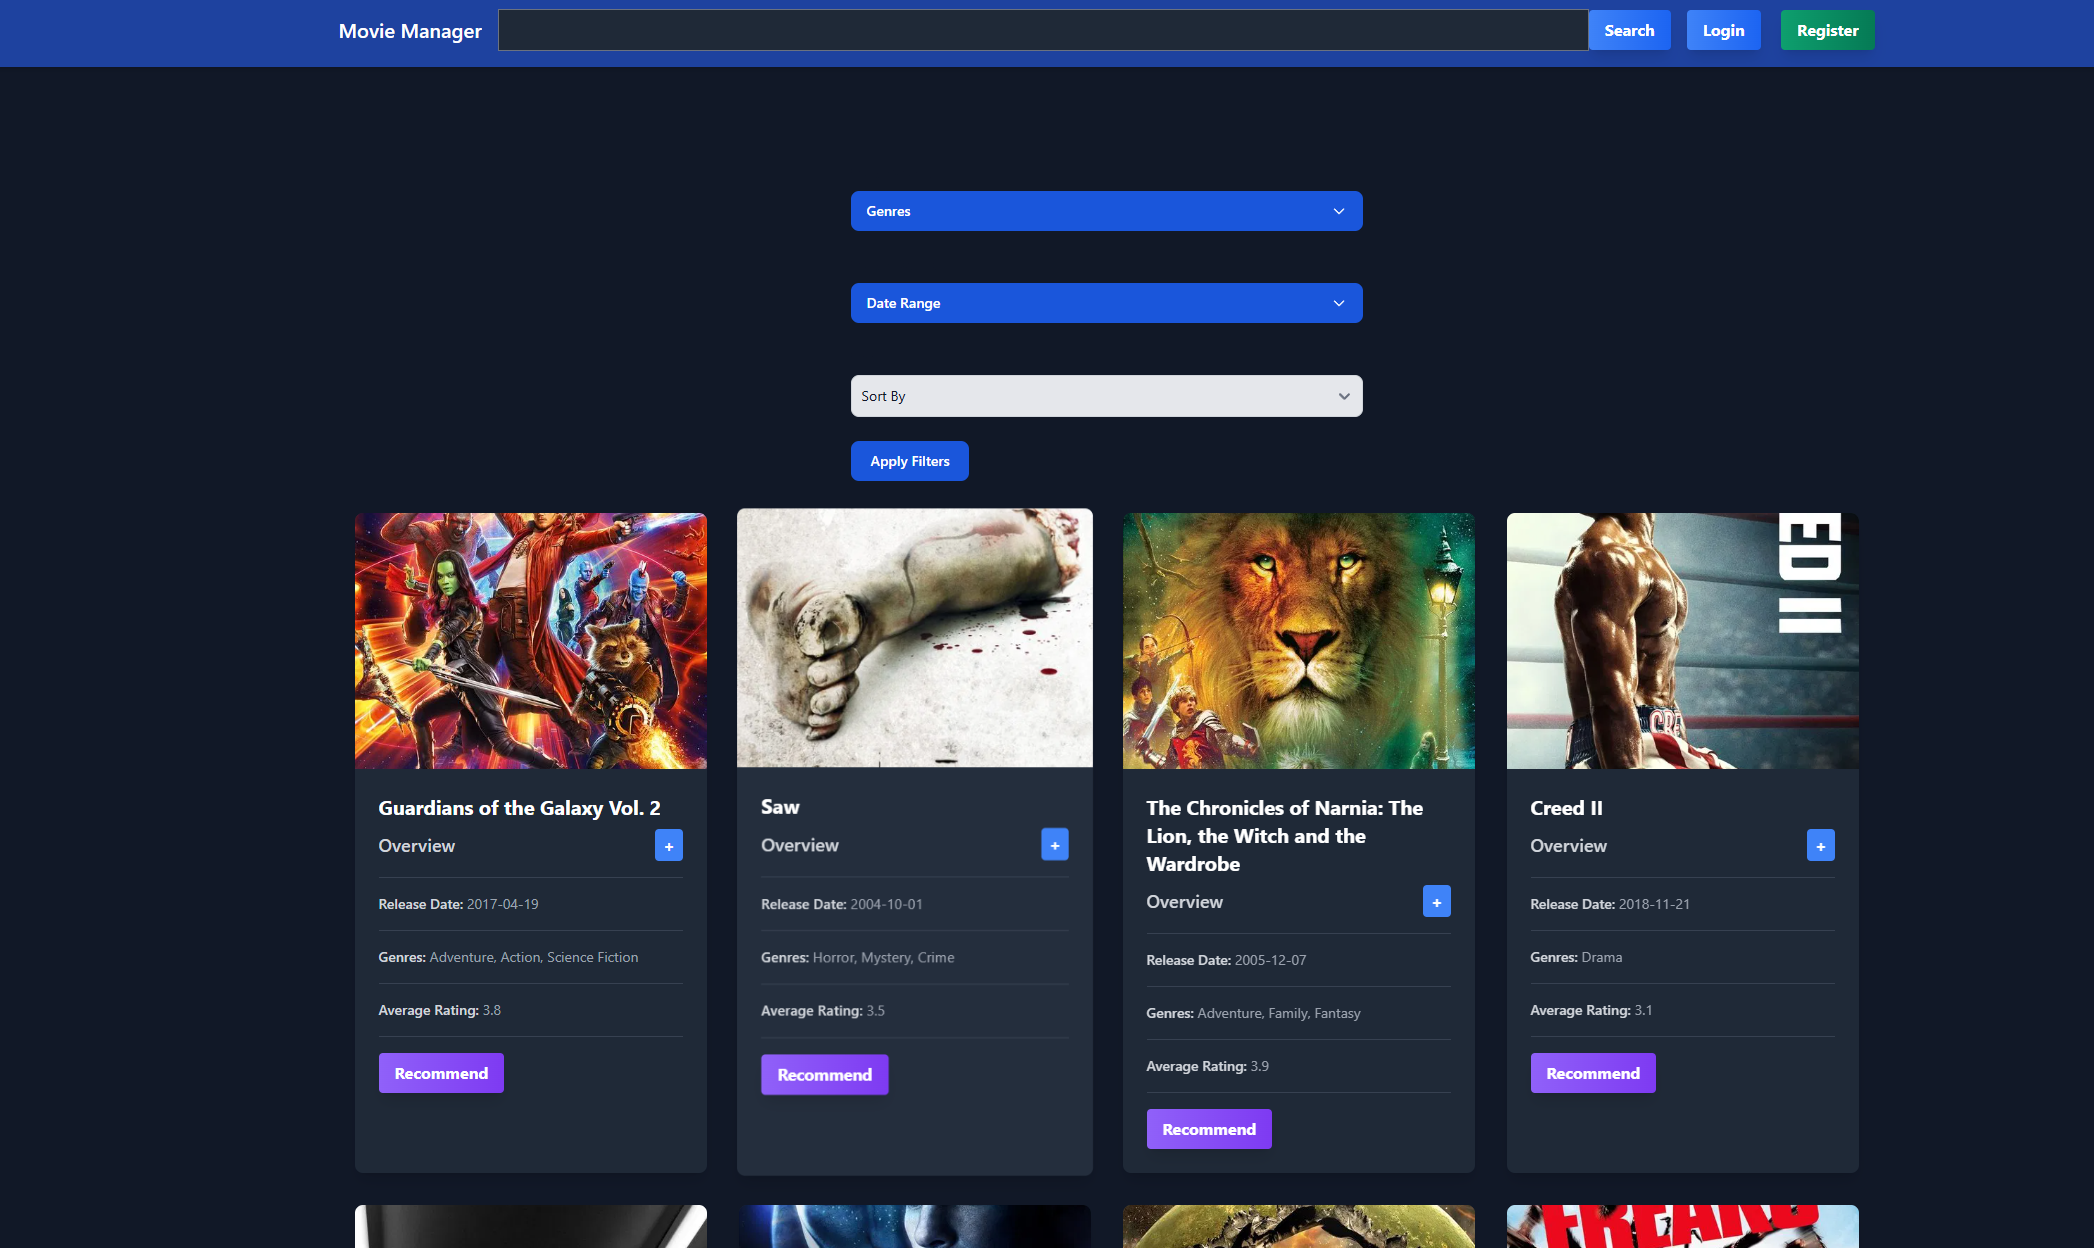 Movie Manager
Search
Login
Register
Genres
Date Range
Sort By
Apply Filters
ED II
CRE
Guardians of the Galaxy Vol. 2
Overview
+
Release Date: 2017-04-19
Genres: Adventure, Action, Science Fiction
Average Rating: 3.8
Recommend
Saw
Overview
+
Release Date: 2004-10-01
Genres: Horror, Mystery, Crime
Average Rating: 3.5
Recommend
The Chronicles of Narnia: The
Lion, the Witch and the
Wardrobe
Overview
+
Release Date: 2005-12-07
Genres: Adventure, Family, Fantasy
Average Rating: 3.9
Recommend
Creed II
Overview
+
Release Date: 2018-11-21
Genres: Drama
Average Rating: 3.1
Recommend